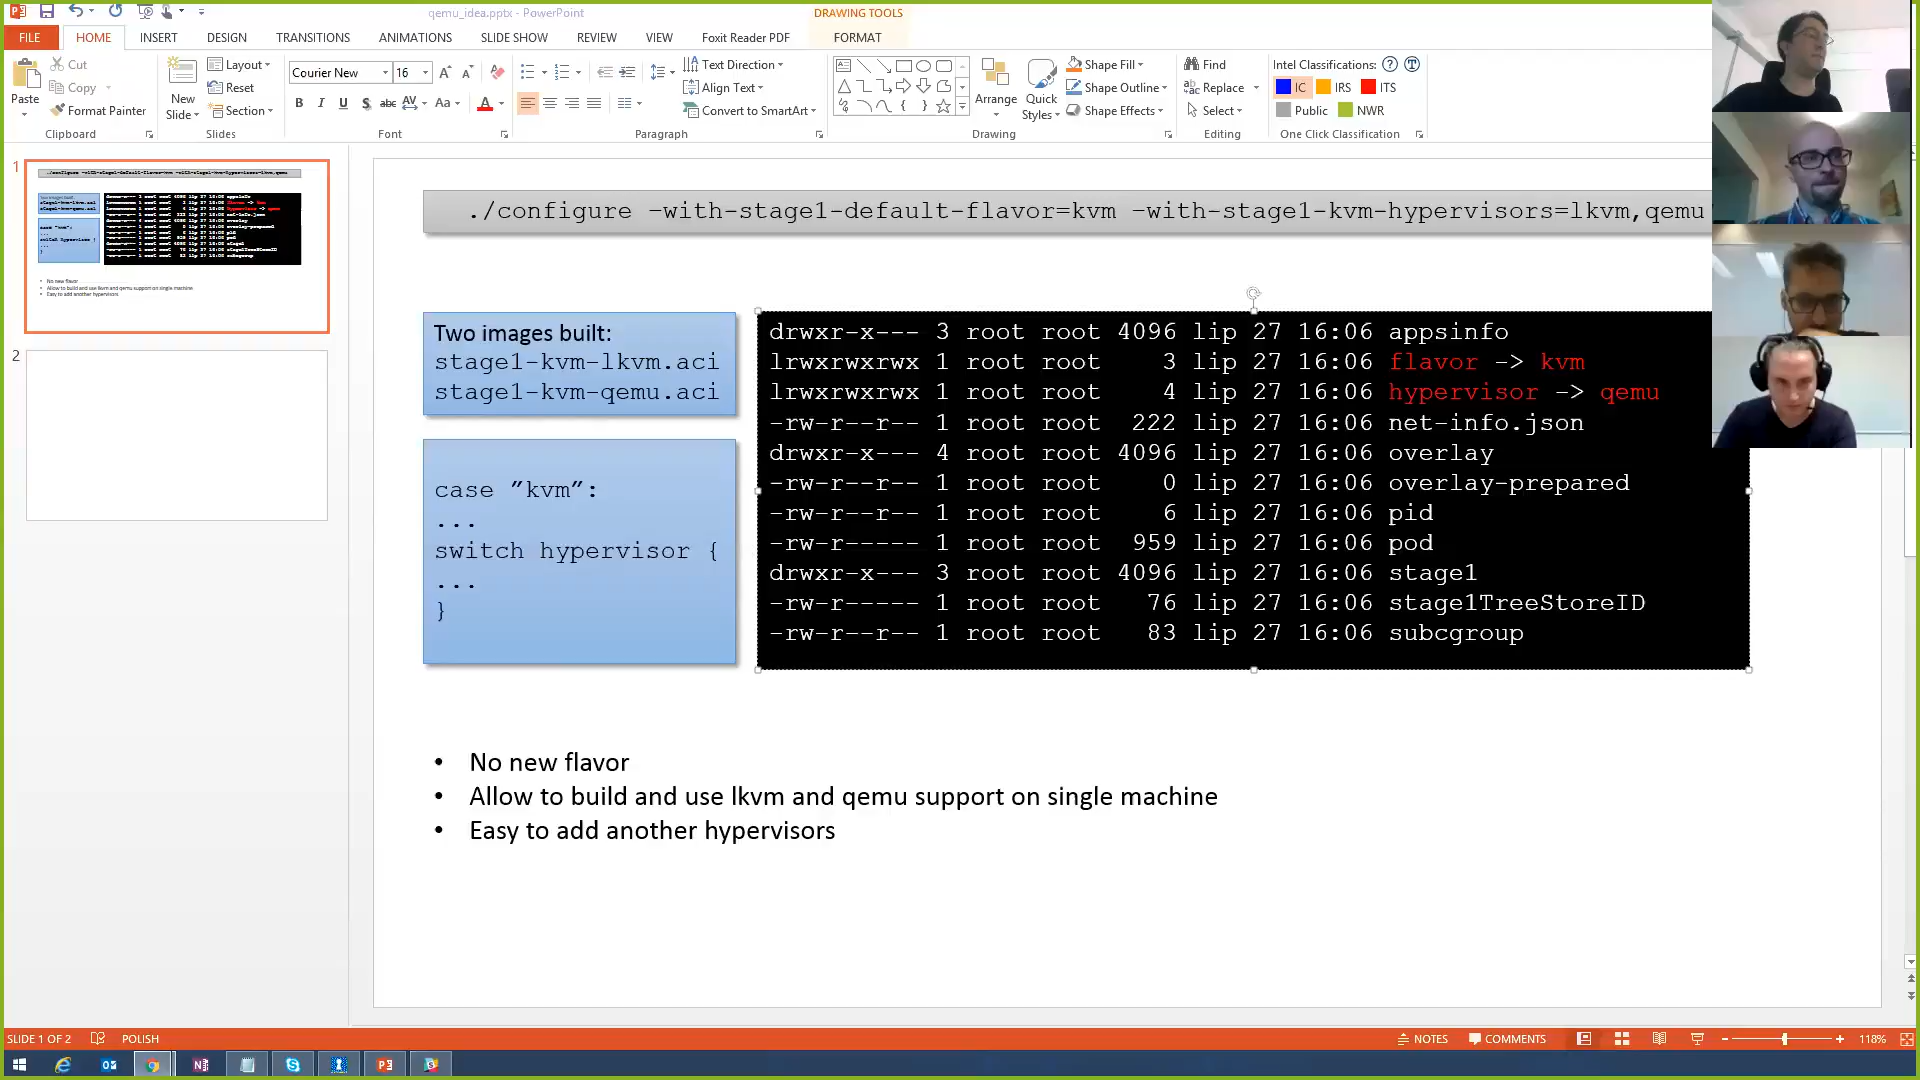 qemu_idea.pptx - PowerPoint
DRAWING TOOLS
FILE HOME INSERT DESIGN TRANSITIONS ANIMATIONS SLIDE SHOW REVIEW VIEW Foxit Reader PDF FORMAT
Paste
Cut
Copy
Format Painter
Clipboard
New Slide
Layout
Reset
Section
Slides
Courier New 16
B I U S abc AV Aa A
Font
Text Direction
Align Text
Convert to SmartArt
Paragraph
Arrange
Quick Styles
Shape Fill
Shape Outline
Shape Effects
Drawing
Find
Replace
Select
Editing
Intel Classifications:
IC IRS ITS
Public NWR
One Click Classification
1
2
./configure –with-stage1-default-flavor=kvm –with-stage1-kvm-hypervisors=lkvm,qemu
Two images built:
stage1-kvm-lkvm.aci
stage1-kvm-qemu.aci
case ”kvm”:
...
switch hypervisor {
...
}
drwxr-x--- 3 root root 4096 lip 27 16:06 appsinfo
lrwxrwxrwx 1 root root 3 lip 27 16:06 flavor -> kvm
lrwxrwxrwx 1 root root 4 lip 27 16:06 hypervisor -> qemu
-rw-r--r-- 1 root root 222 lip 27 16:06 net-info.json
drwxr-x--- 4 root root 4096 lip 27 16:06 overlay
-rw-r--r-- 1 root root 0 lip 27 16:06 overlay-prepared
-rw-r--r-- 1 root root 6 lip 27 16:06 pid
-rw-r----- 1 root root 959 lip 27 16:06 pod
drwxr-x--- 3 root root 4096 lip 27 16:06 stage1
-rw-r----- 1 root root 76 lip 27 16:06 stage1TreeStoreID
-rw-r--r-- 1 root root 83 lip 27 16:06 subcgroup
• No new flavor
• Allow to build and use lkvm and qemu support on single machine
• Easy to add another hypervisors
SLIDE 1 OF 2 POLISH NOTES COMMENTS 118%